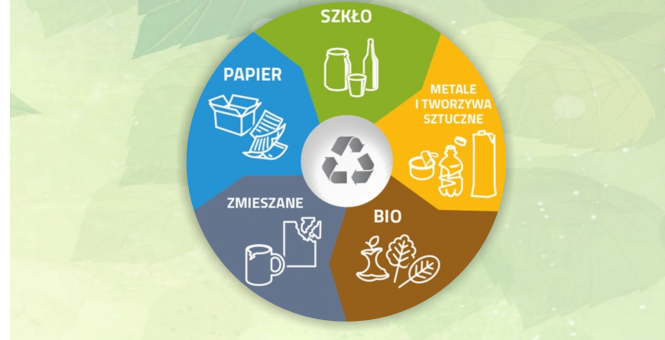 SZKŁO
PAPIER
METALE
I TWORZYWA
SZTUCZNE
ZMIESZANE
BIO